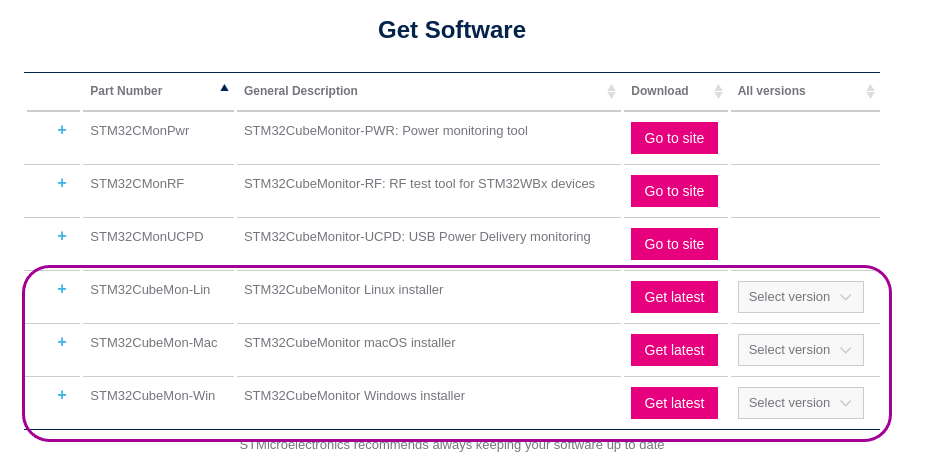 Get Software
Part Number General Description Download All versions
+ STM32CMonPwr STM32CubeMonitor-PWR: Power monitoring tool Go to site
+ STM32CMonRF STM32CubeMonitor-RF: RF test tool for STM32WBx devices Go to site
+ STM32CMonUCPD STM32CubeMonitor-UCPD: USB Power Delivery monitoring Go to site
+ STM32CubeMon-Lin STM32CubeMonitor Linux installer Get latest Select version
+ STM32CubeMon-Mac STM32CubeMonitor macOS installer Get latest Select version
+ STM32CubeMon-Win STM32CubeMonitor Windows installer Get latest Select version
STMicroelectronics recommends always keeping your software up to date